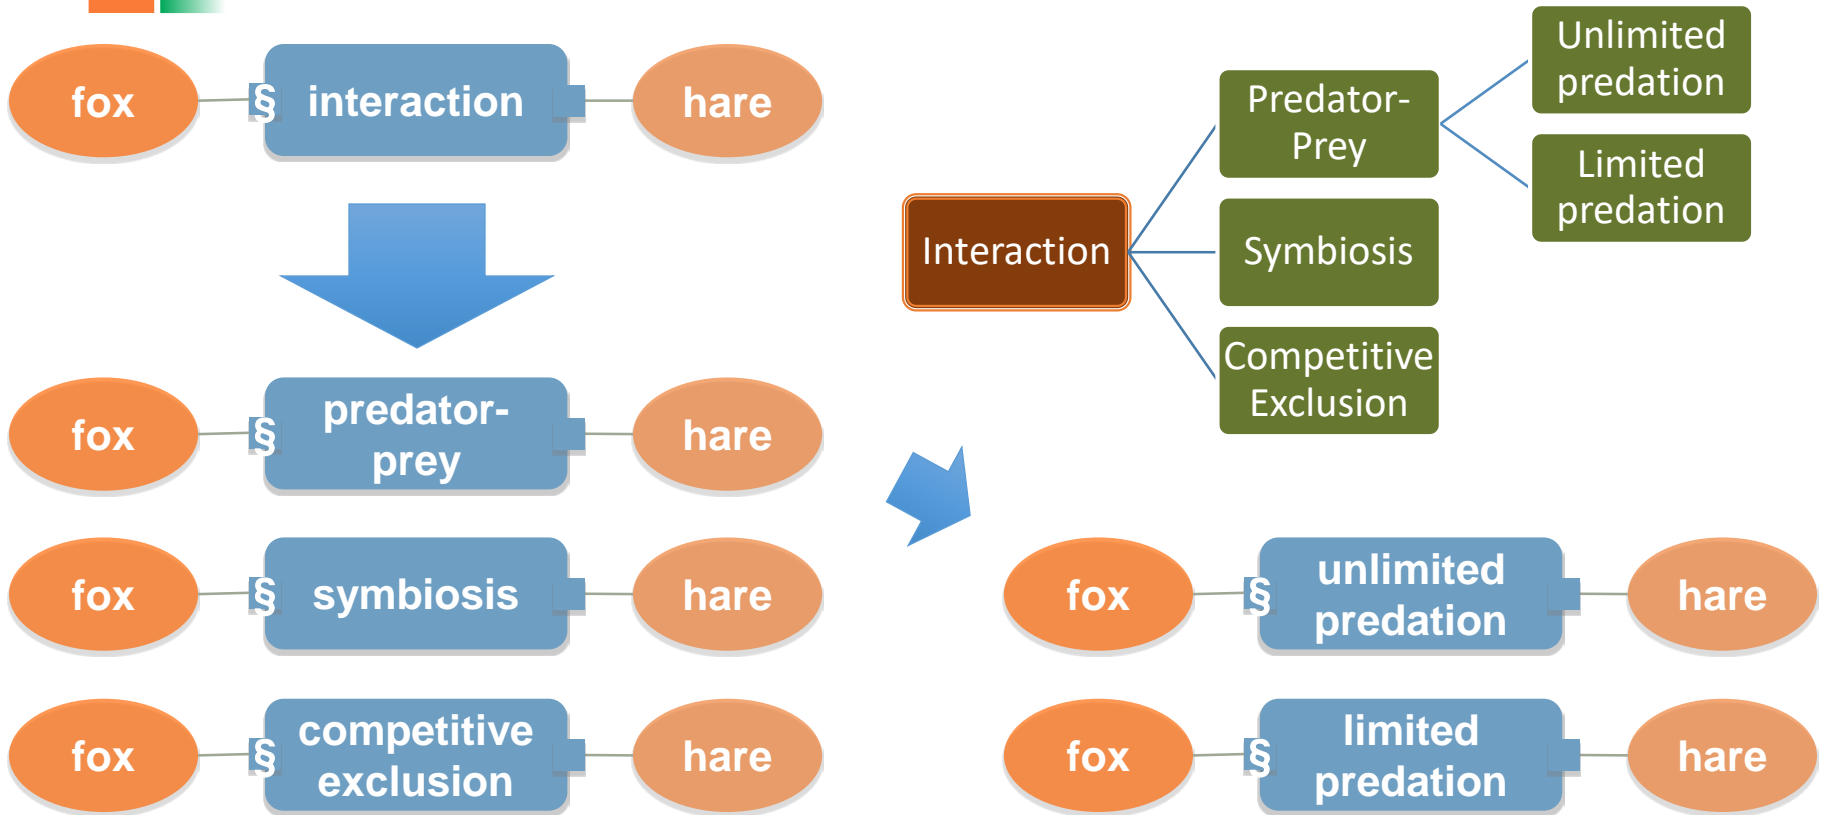 fox § interaction hare
Interaction
Predator-
Prey
Symbiosis
Competitive
Exclusion
Unlimited
predation
Limited
predation
fox § predator-
prey hare
fox § symbiosis hare
fox § competitive
exclusion hare
fox § unlimited
predation hare
fox § limited
predation hare